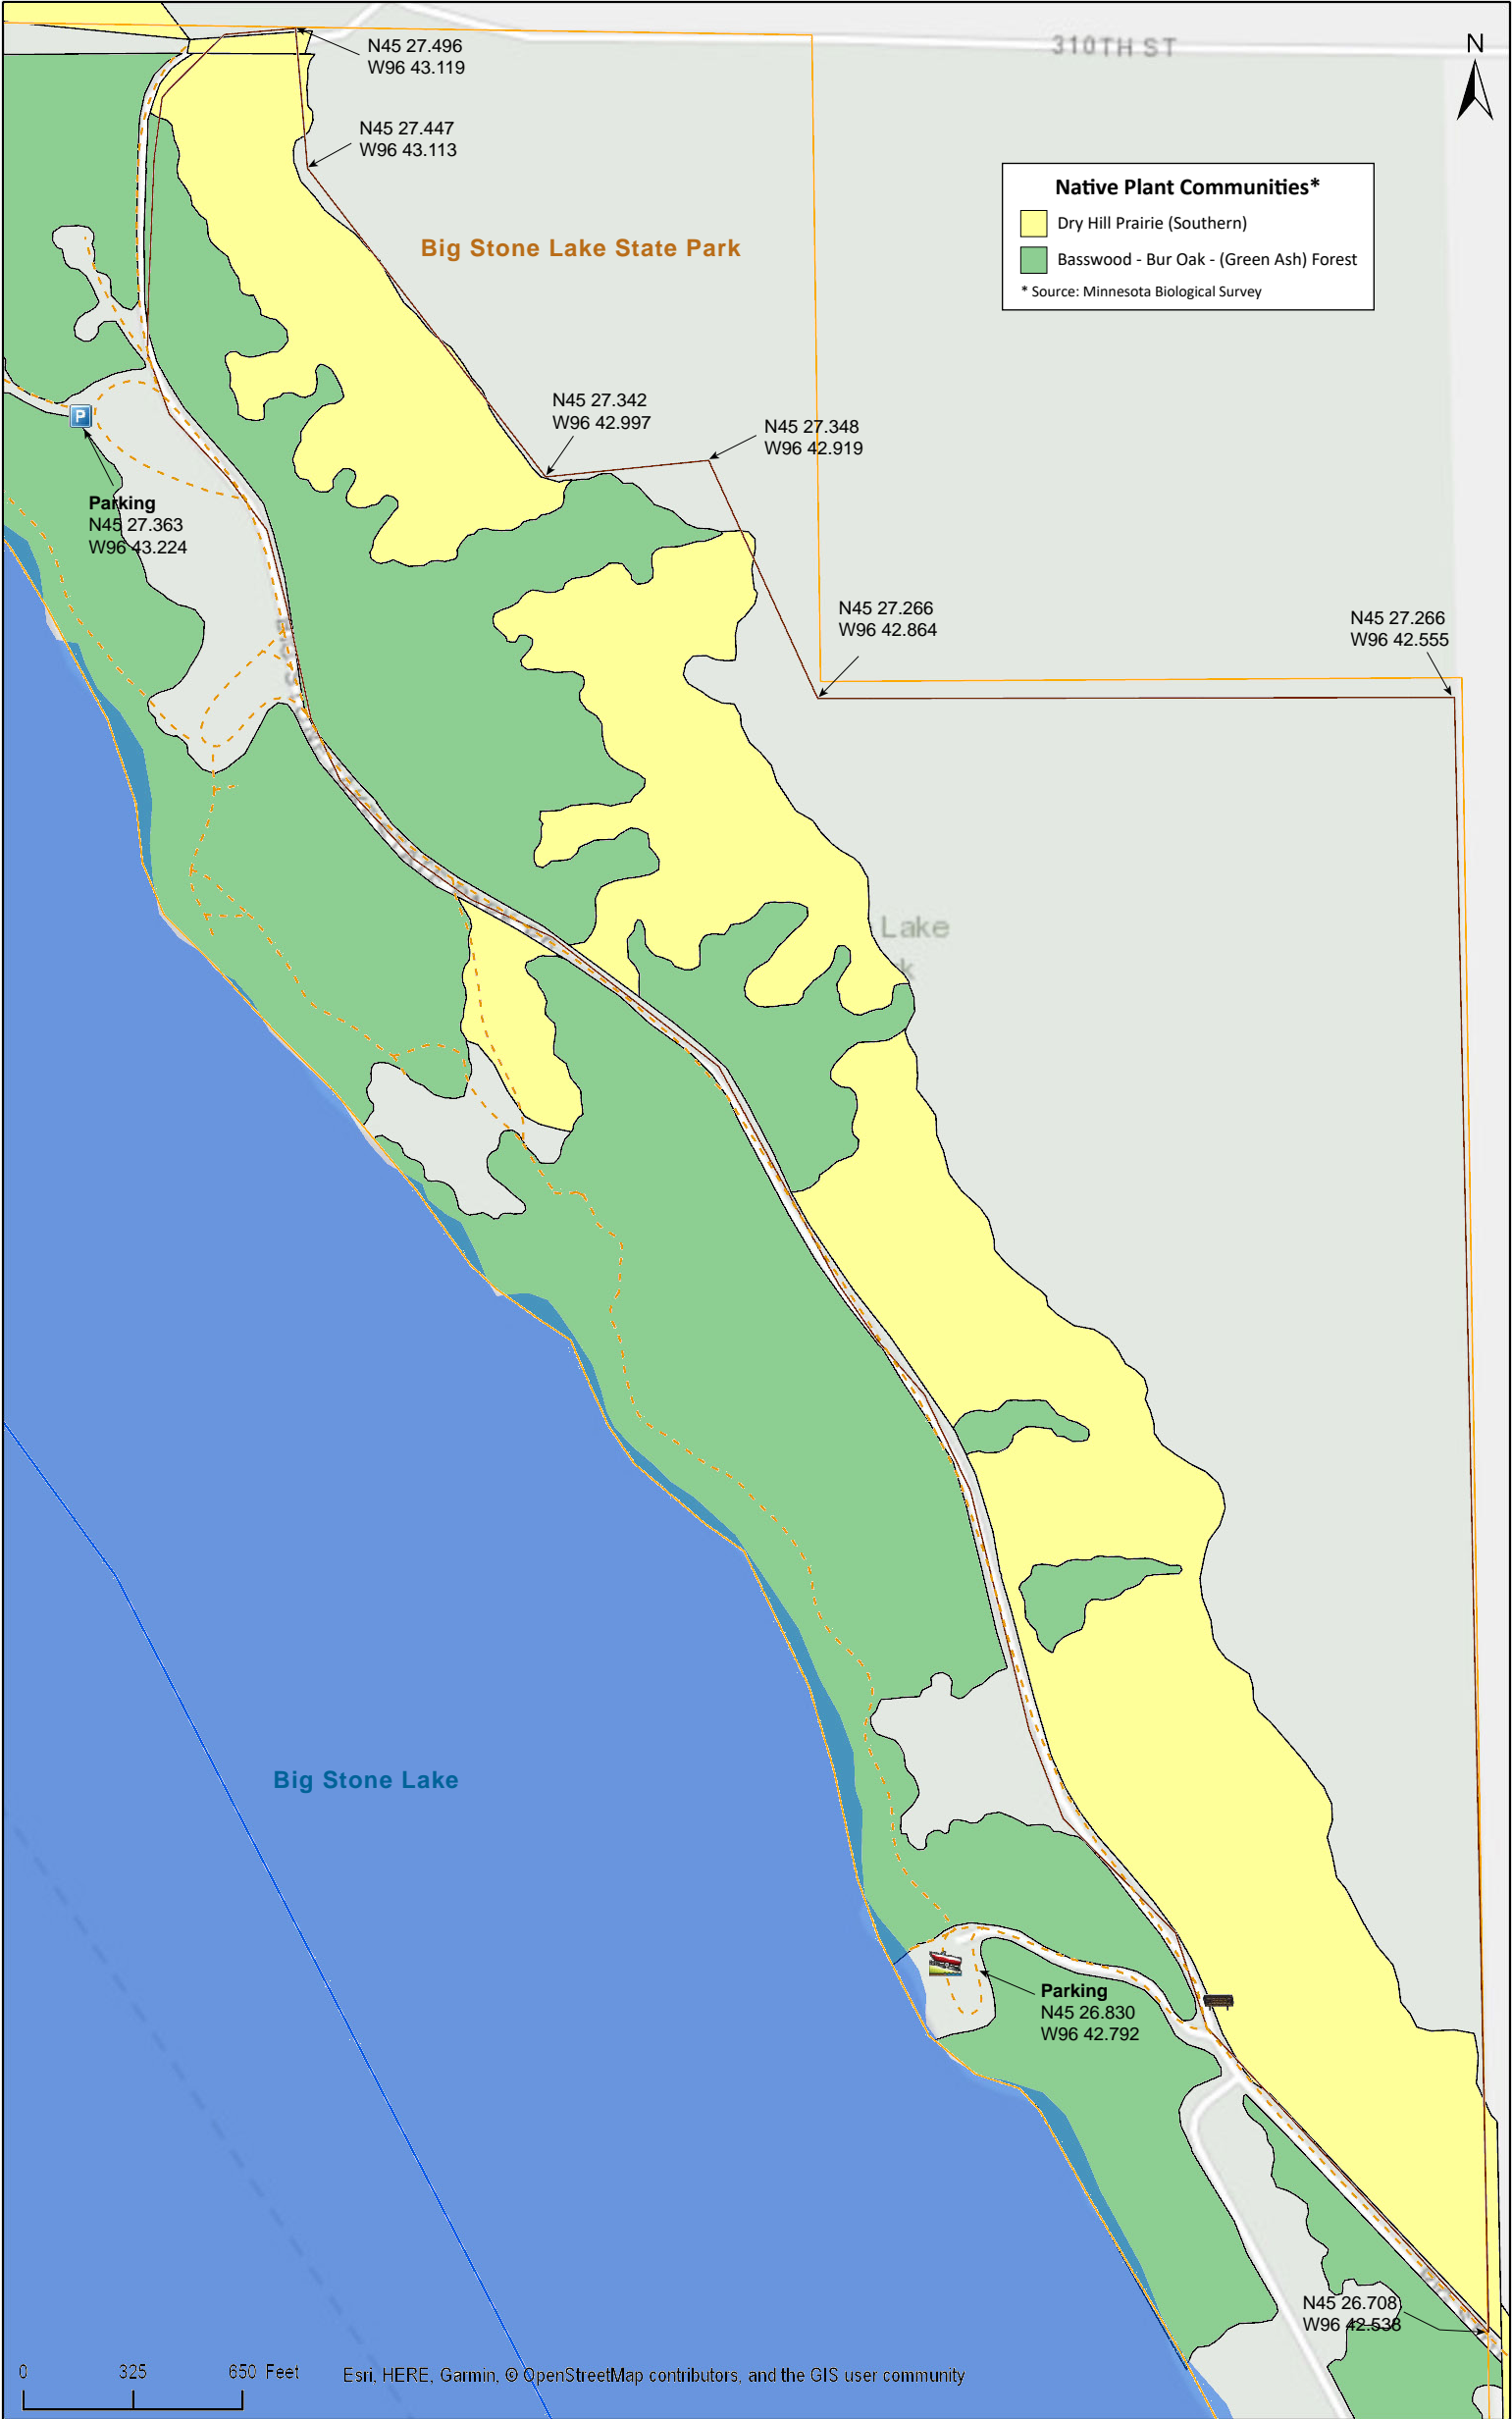 310TH ST
N
N45 27.496
W96 43.119
N45 27.447
W96 43.113
Native Plant Communities*
Dry Hill Prairie (Southern)
Basswood - Bur Oak - (Green Ash) Forest
* Source: Minnesota Biological Survey
Big Stone Lake State Park
N45 27.342
W96 42.997
N45 27.348
W96 42.919
P
Parking
N45 27.363
W96 43.224
N45 27.266
W96 42.864
N45 27.266
W96 42.555
Lake
Big Stone Lake
Parking
N45 26.830
W96 42.792
N45 26.708
W96 42.538
0 325 650 Feet
Esri, HERE, Garmin, © OpenStreetMap contributors, and the GIS user community